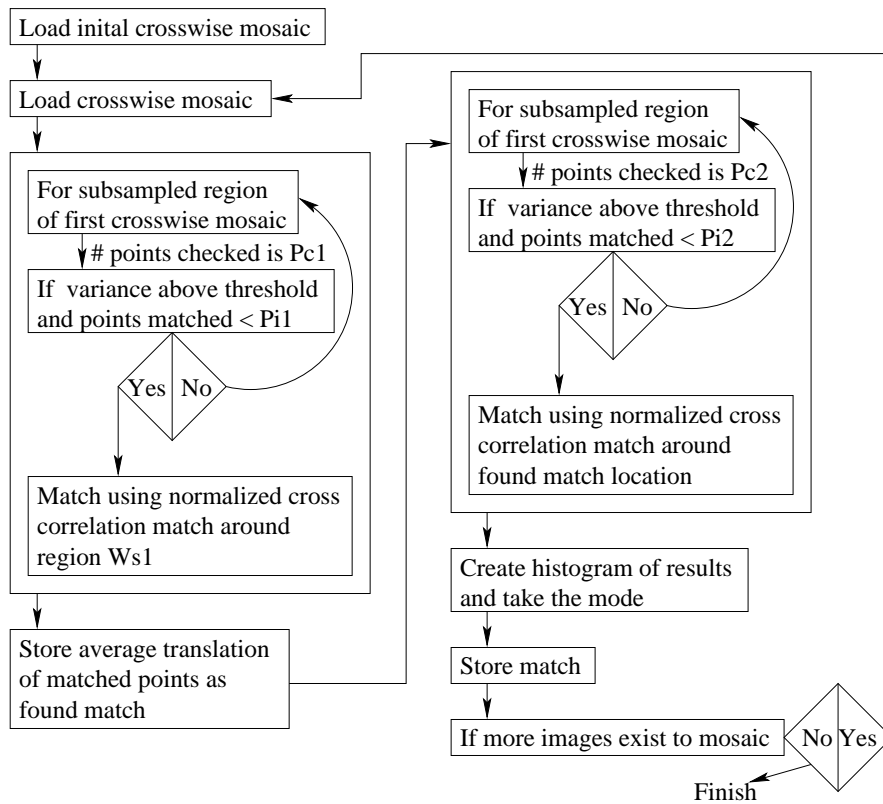 Load inital crosswise mosaic
Load crosswise mosaic
For subsampled region
of first crosswise mosaic
# points checked is Pc1
If variance above threshold
and points matched < Pi1
Yes No
Match using normalized cross
correlation match around
region Ws1
Store average translation
of matched points as
found match
For subsampled region
of first crosswise mosaic
# points checked is Pc2
If variance above threshold
and points matched < Pi2
Yes No
Match using normalized cross
correlation match around
found match location
Create histogram of results
and take the mode
Store match
If more images exist to mosaic
No Yes
Finish